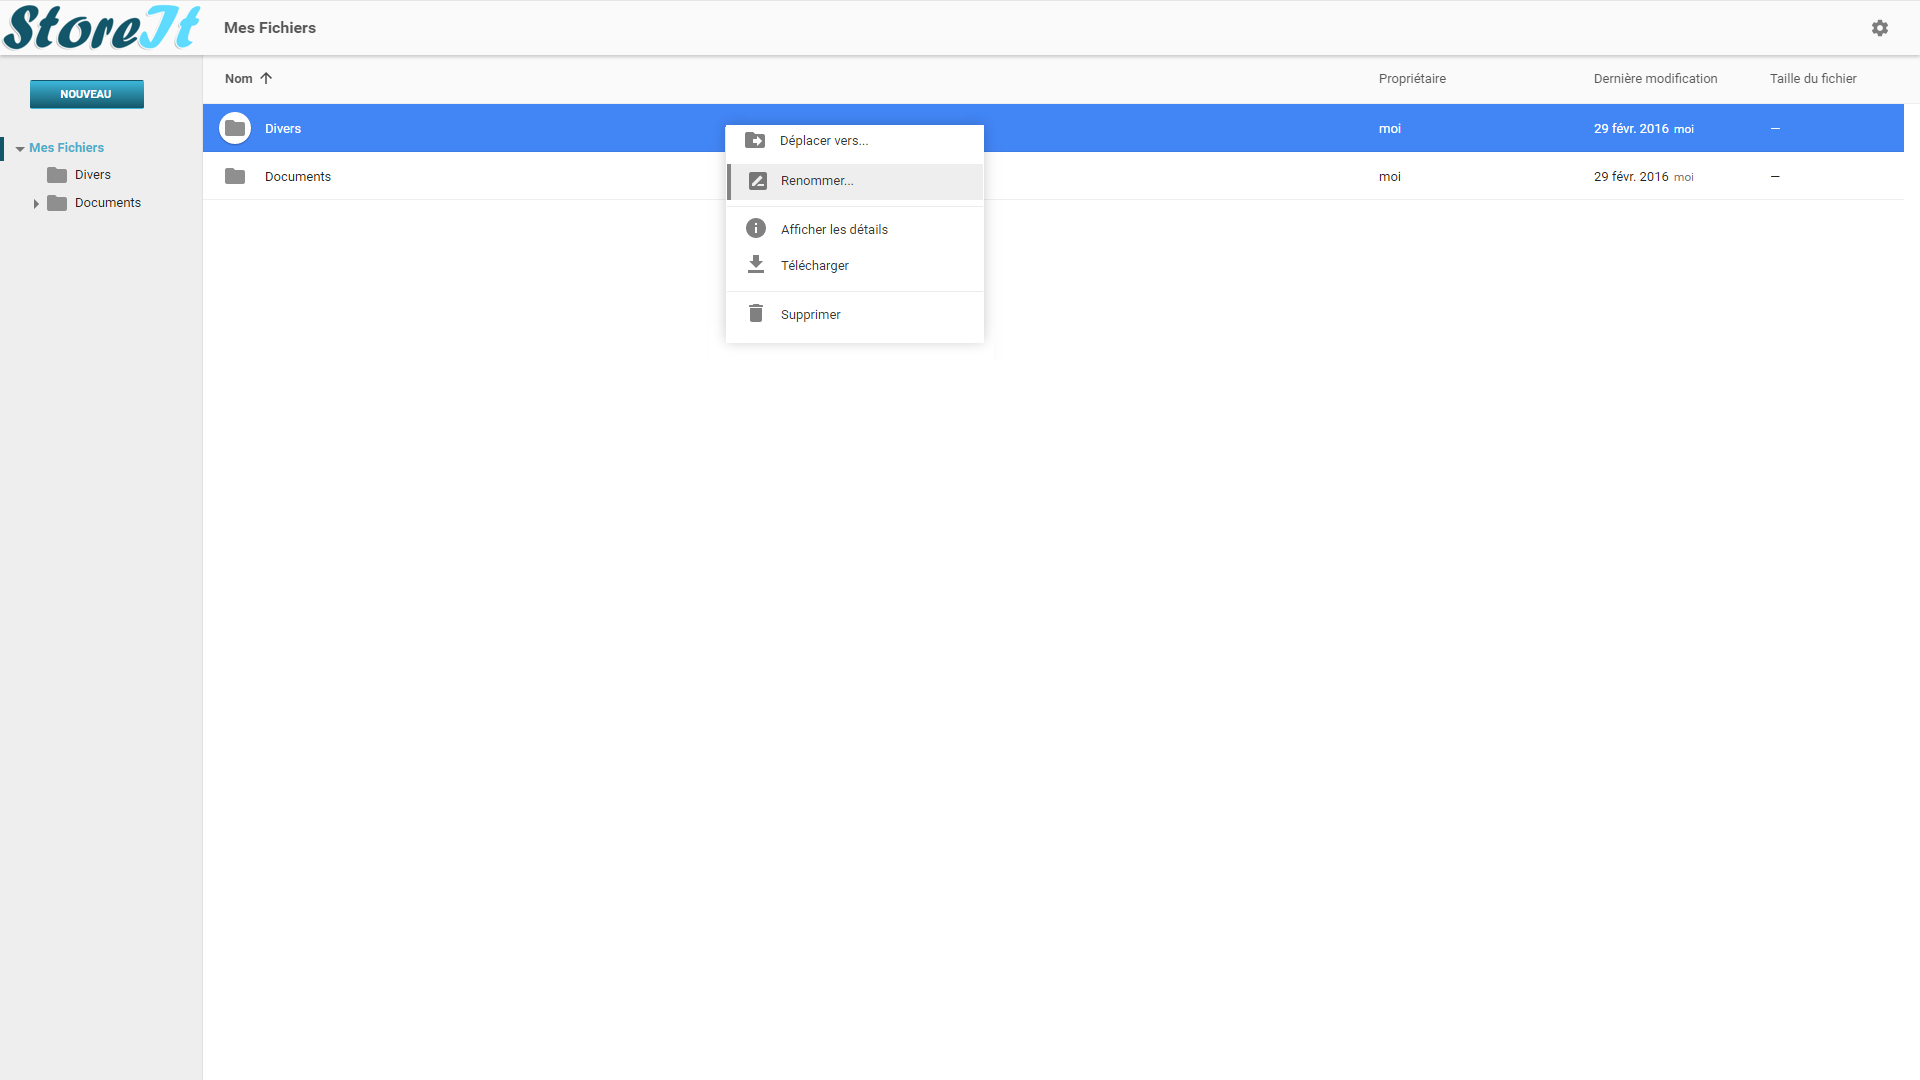 StoreIt
Mes Fichiers
NOUVEAU
Mes Fichiers
Divers
Documents
Nom Propriétaire Dernière modification Taille du fichier
Divers moi 29 févr. 2016 moi —
Documents moi 29 févr. 2016 moi —
Déplacer vers...
Renommer...
Afficher les détails
Télécharger
Supprimer